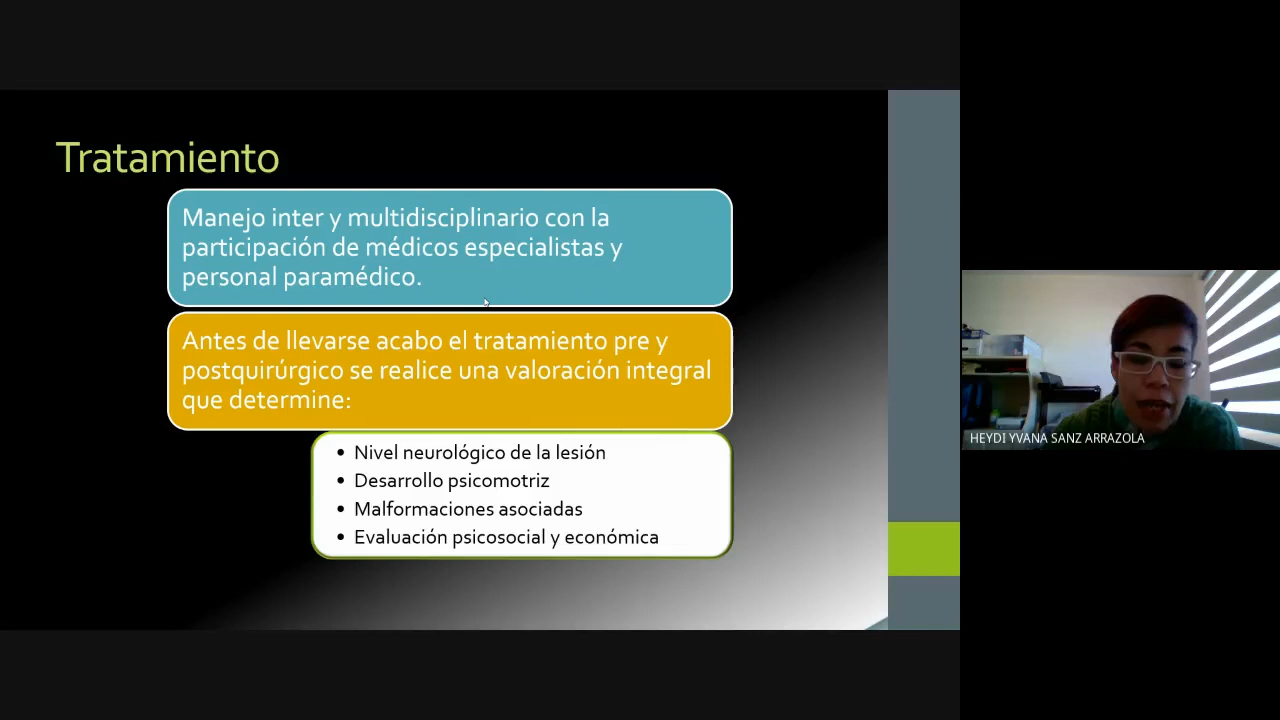 Tratamiento
Manejo inter y multidisciplinario con la
participación de médicos especialistas y
personal paramédico.
Antes de llevarse acabo el tratamiento pre y
postquirúrgico se realice una valoración integral
que determine:
• Nivel neurológico de la lesión
• Desarrollo psicomotriz
• Malformaciones asociadas
• Evaluación psicosocial y económica
HEYDI YVANA SANZ ARRAZOLA